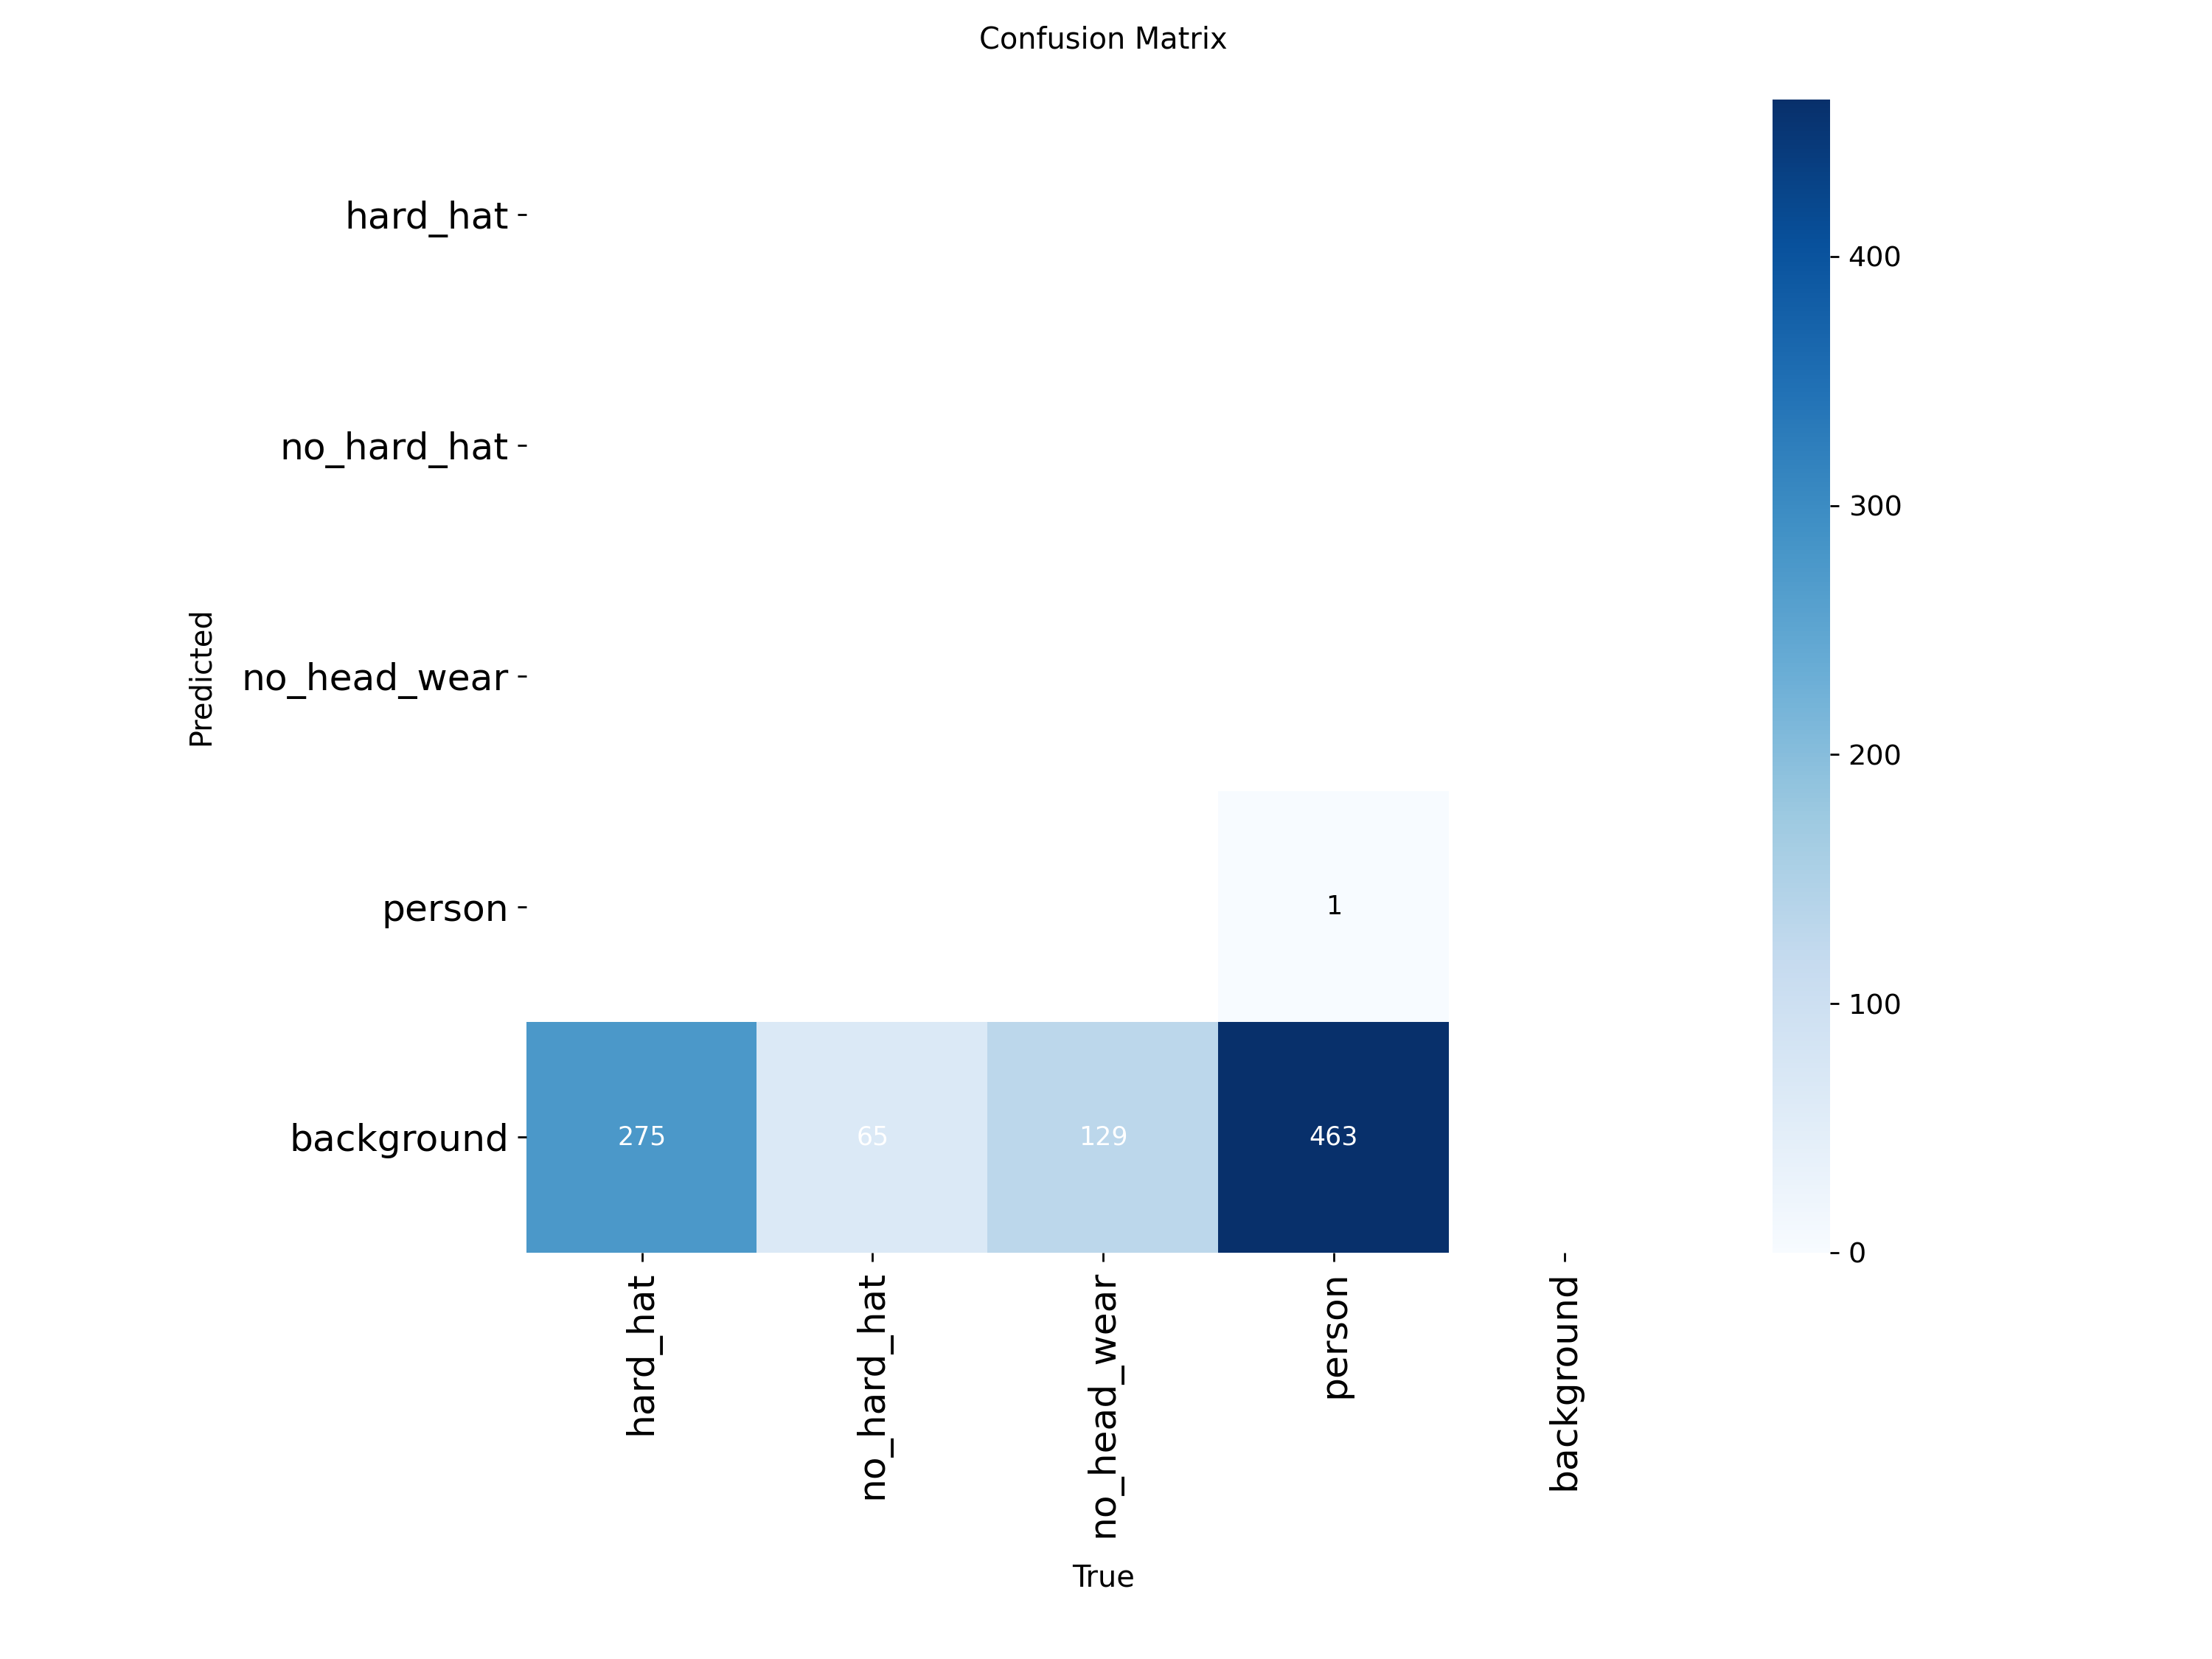 Confusion Matrix
hard_hat
no_hard_hat
no_head_wear
person
background
Predicted
1
275 65 129 463
400
300
200
100
0
hard_hat
no_hard_hat
no_head_wear
person
background
True